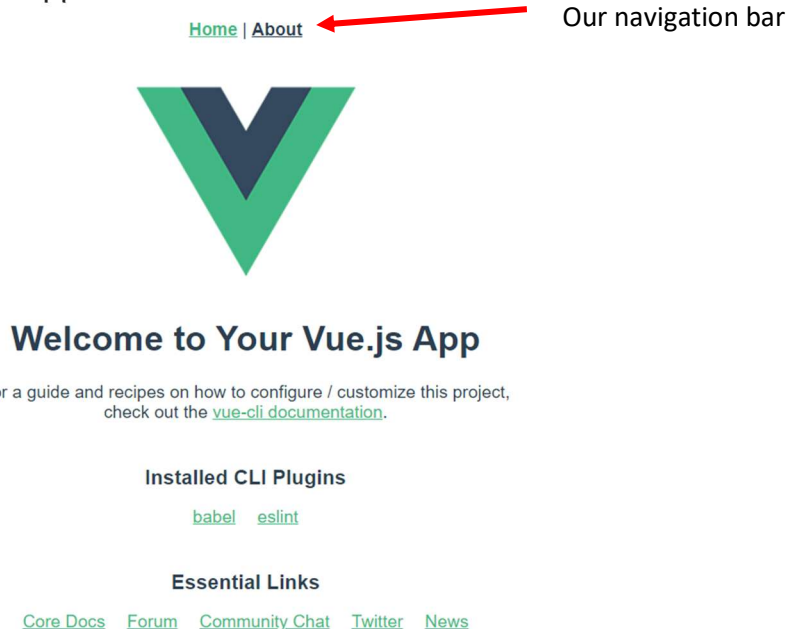 Our navigation bar
Home | About
Welcome to Your Vue.js App
a guide and recipes on how to configure / customize this project,
check out the vue-cli documentation.
Installed CLI Plugins
babel eslint
Essential Links
Core Docs Forum Community Chat Twitter News